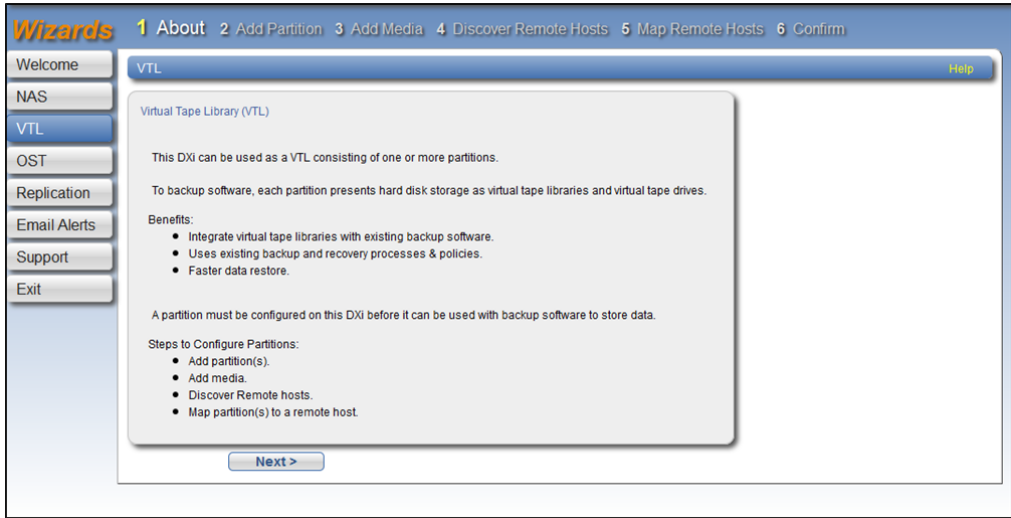 Wizards
1 About 2 Add Partition 3 Add Media 4 Discover Remote Hosts 5 Map Remote Hosts 6 Confirm
Welcome
NAS
VTL
OST
Replication
Email Alerts
Support
Exit
VTL
Help
Virtual Tape Library (VTL)
This DXi can be used as a VTL consisting of one or more partitions.
To backup software, each partition presents hard disk storage as virtual tape libraries and virtual tape drives.
Benefits:
● Integrate virtual tape libraries with existing backup software.
● Uses existing backup and recovery processes & policies.
● Faster data restore.
A partition must be configured on this DXi before it can be used with backup software to store data.
Steps to Configure Partitions:
● Add partition(s).
● Add media.
● Discover Remote hosts.
● Map partition(s) to a remote host.
Next >